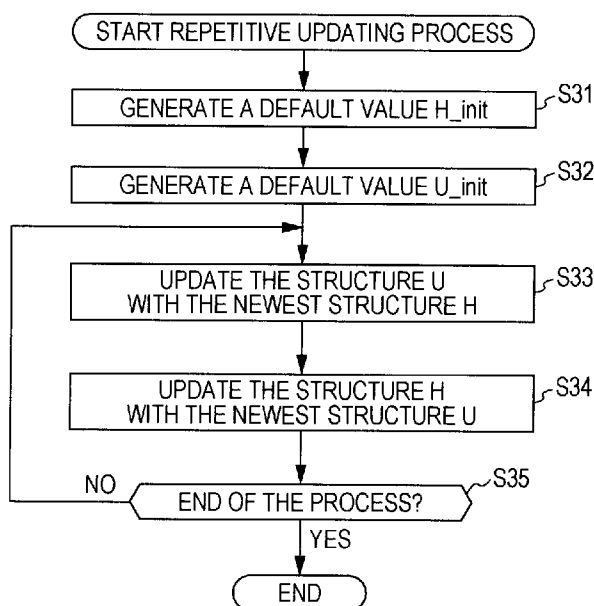 START REPETITIVE UPDATING PROCESS
GENERATE A DEFAULT VALUE H_init
S31
GENERATE A DEFAULT VALUE U_init
S32
UPDATE THE STRUCTURE U
WITH THE NEWEST STRUCTURE H
S33
UPDATE THE STRUCTURE H
WITH THE NEWEST STRUCTURE U
S34
NO
END OF THE PROCESS?
S35
YES
END